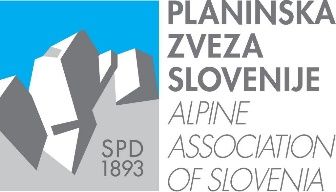 PLANINSKA
ZVEZA
SLOVENIJE
ALPINE
ASSOCIATION
OF SLOVENIA
SPD
1893